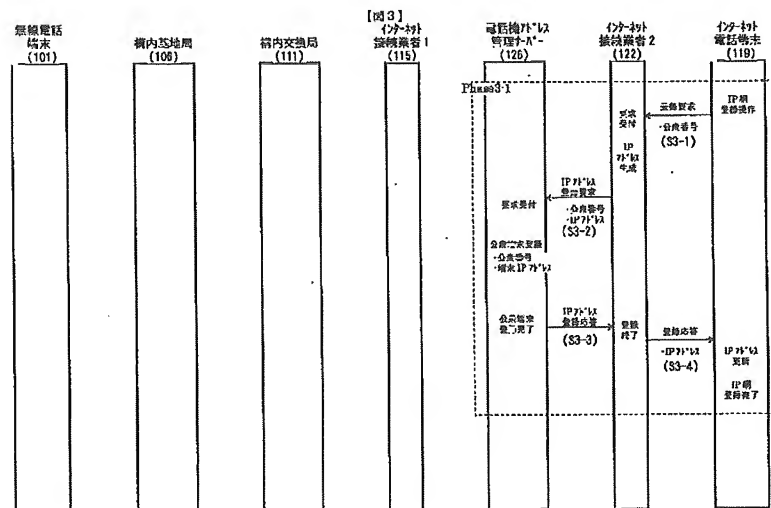 【図3】
無線電話
端末
(101)
構内基地局
(106)
構内交換局
(111)
インターネット
接続業者1
(115)
電話機アドレス
管理サーバー
(126)
インターネット
接続業者2
(122)
インターネット
電話端末
(119)
Phase3-1
IP網
登録操作
登録要求
・公衆番号
(S3-1)
要求
受付
IP
アドレス
生成
IPアドレス
登録要求
・公衆番号
・IPアドレス
(S3-2)
要求受付
公衆端末登録
・公衆番号
・端末IPアドレス
公衆端末
登録完了
IPアドレス
登録応答
(S3-3)
登録
終了
登録応答
・IPアドレス
(S3-4)
IPアドレス
更新
IP網
登録完了